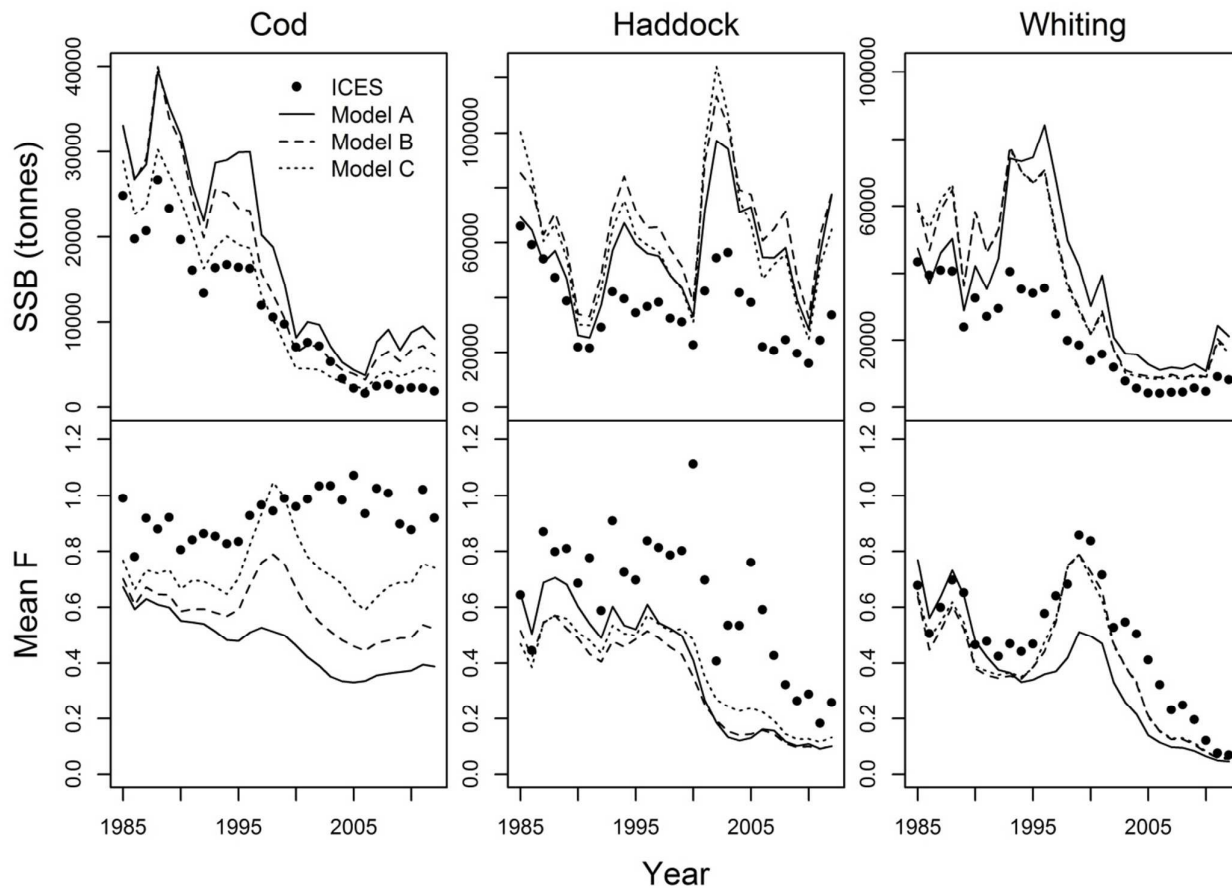 Cod Haddock Whiting
SSB (tonnes)
0 10000 20000 30000 40000
ICES
Model A
Model B
Model C
0 20000 60000 100000
0 20000 60000 100000
Mean F
0.0 0.2 0.4 0.6 0.8 1.0 1.2
0.0 0.2 0.4 0.6 0.8 1.0 1.2
0.0 0.2 0.4 0.6 0.8 1.0 1.2
1985 1995 2005 1985 1995 2005 1985 1995 2005
Year